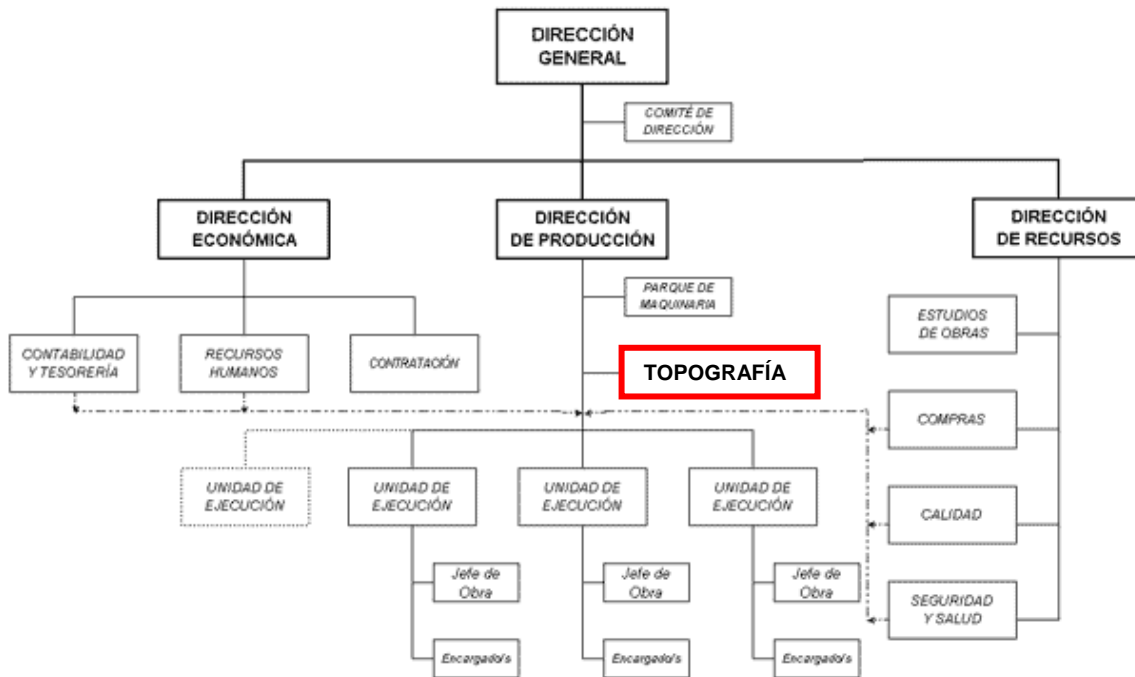 DIRECCIÓN
GENERAL
COMITÉ DE
DIRECCIÓN
DIRECCIÓN
ECONÓMICA
DIRECCIÓN
DE PRODUCCIÓN
DIRECCIÓN
DE RECURSOS
PARQUE DE
MAQUINARIA
ESTUDIOS
DE OBRAS
CONTABILIDAD
Y TESORERÍA
RECURSOS
HUMANOS
CONTRATACIÓN
TOPOGRAFÍA
COMPRAS
UNIDAD DE
EJECUCIÓN
UNIDAD DE
EJECUCIÓN
UNIDAD DE
EJECUCIÓN
UNIDAD DE
EJECUCIÓN
CALIDAD
Jefe de
Obra
Jefe de
Obra
Jefe de
Obra
SEGURIDAD
Y SALUD
Encargado/s
Encargado/s
Encargado/s